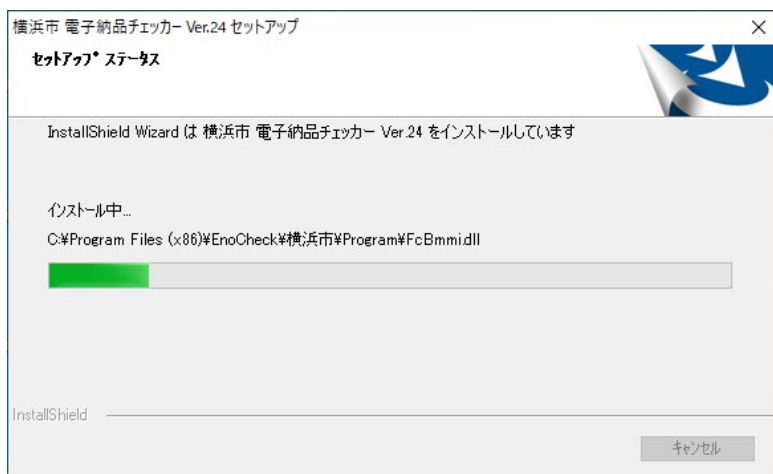 横浜市 電子納品チェッカー Ver.24 セットアップ
セットアップ ステータス
InstallShield Wizard は 横浜市 電子納品チェッカー Ver.24 をインストールしています
インストール中...
C:¥Program Files (x86)¥EnoCheck¥横浜市¥Program¥FcBmmi.dll
InstallShield
キャンセル